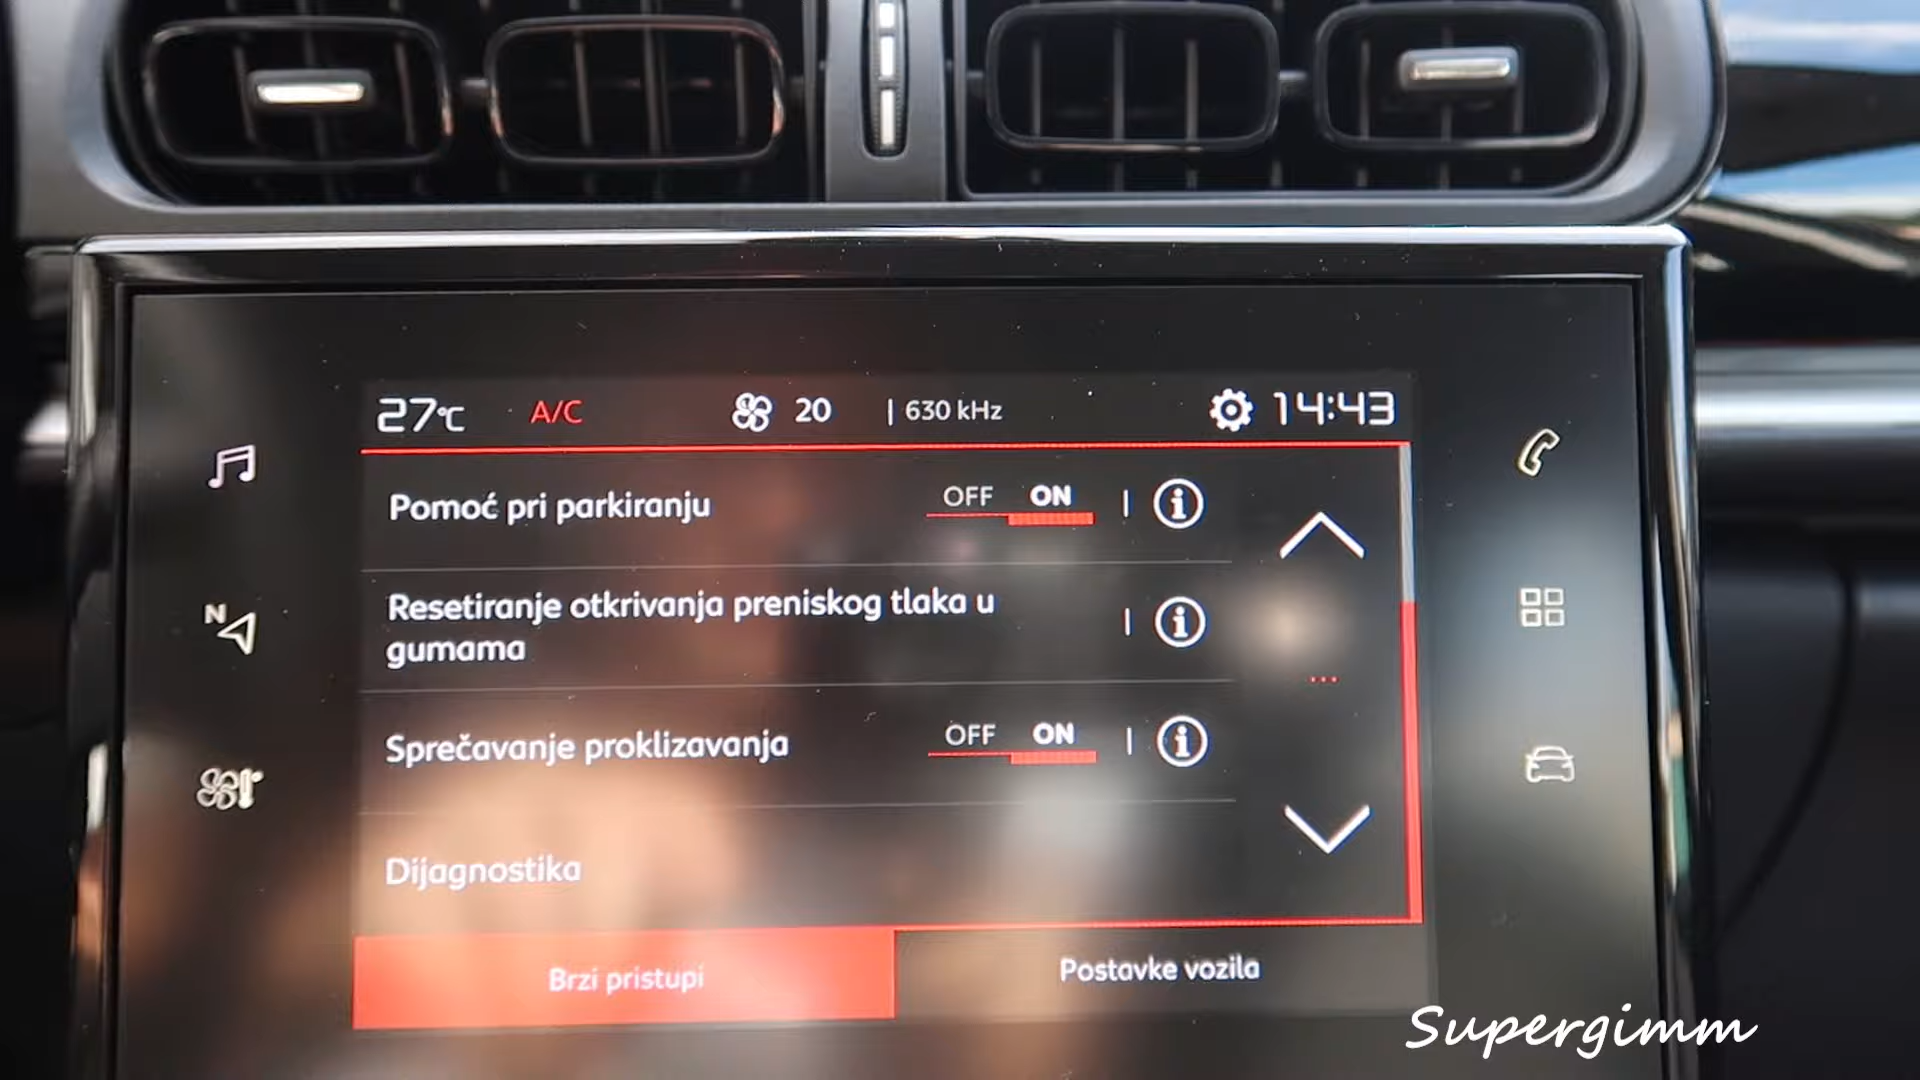 27°C A/C 20 | 630 kHz 14:43
Pomoć pri parkiranju OFF ON
Resetiranje otkrivanja preniskog tlaka u
gumama
Sprečavanje proklizavanja OFF ON
Dijagnostika
Brzi pristupi Postavke vozila
N
Supergimm